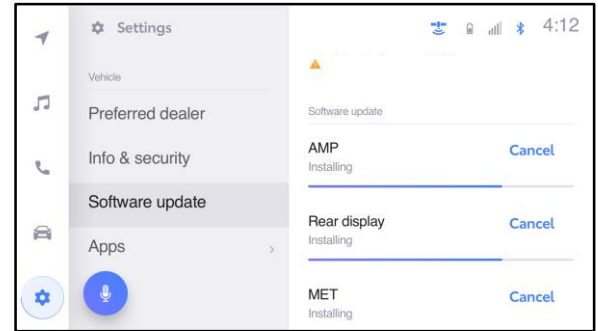 Settings
4:12
Vehicle
Preferred dealer
Info & security
Software update
Apps
Software update
AMP
Cancel
Installing
Rear display
Cancel
Installing
MET
Cancel
Installing